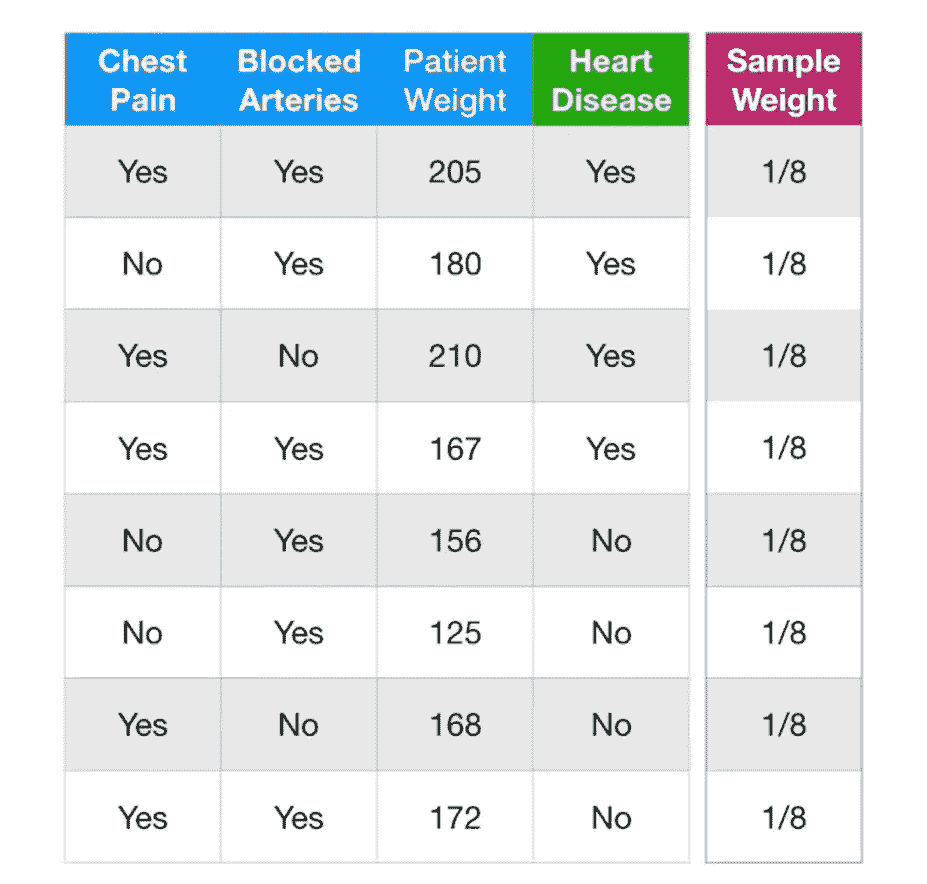 Chest Pain Blocked Arteries Patient Weight Heart Disease Sample Weight
Yes Yes 205 Yes 1/8
No Yes 180 Yes 1/8
Yes No 210 Yes 1/8
Yes Yes 167 Yes 1/8
No Yes 156 No 1/8
No Yes 125 No 1/8
Yes No 168 No 1/8
Yes Yes 172 No 1/8